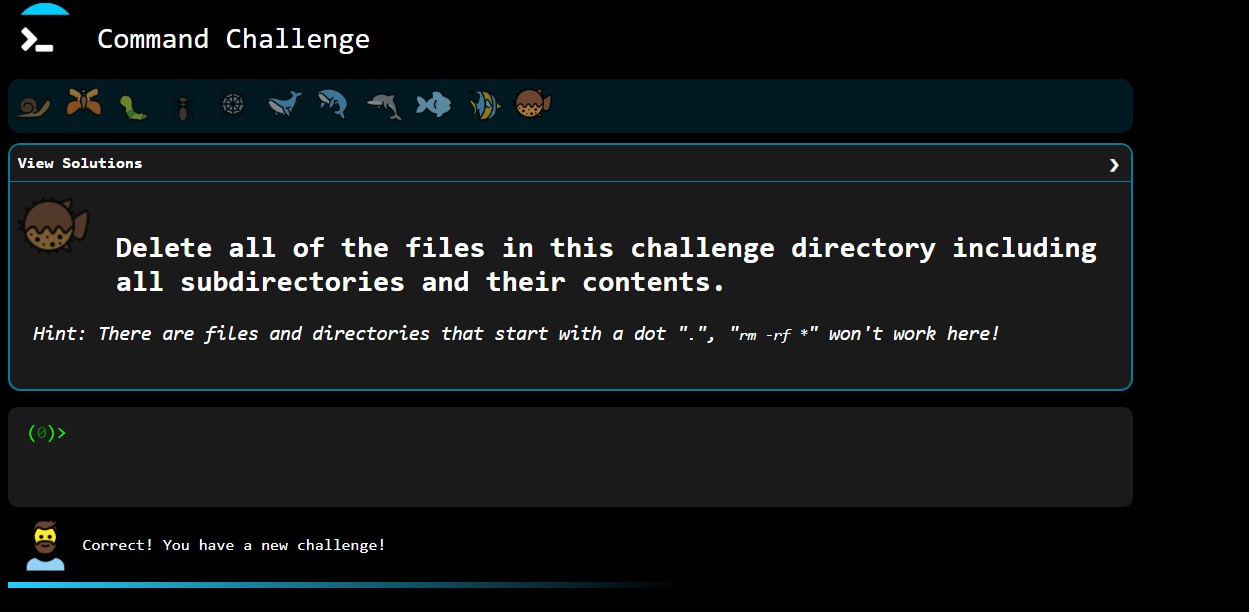 Command Challenge
View Solutions
Delete all of the files in this challenge directory including
all subdirectories and their contents.
Hint: There are files and directories that start with a dot ".", "rm -rf *" won't work here!
(0)>
Correct! You have a new challenge!